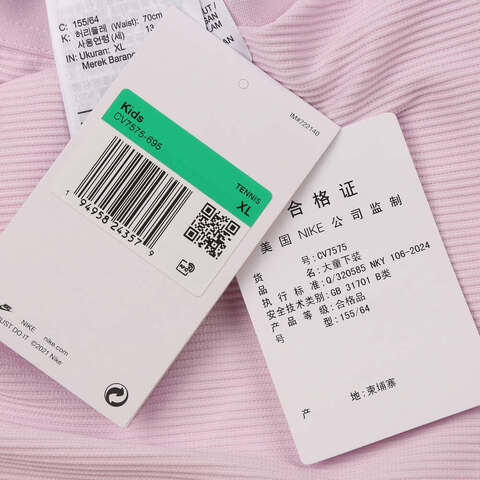 C: 155/64
K: 허리둘레 (Waist): 70cm
사용연령(세) 13
IN: Ukuran: XL
Merek Barang
Kids
CV7575-695
IM#722140
TENNIS
XL
1 94958 24357 9
NIKE nike.com
JUST DO IT ©2021 Nike
合格证
美国 NIKE 公司监制
货号: CV7575
品名: 大童下装
执行标准: Q/320585 NKY 106-2024
安全技术类别: GB 31701 B类
产品等级: 合格品
号型: 155/64
产地: 柬埔寨